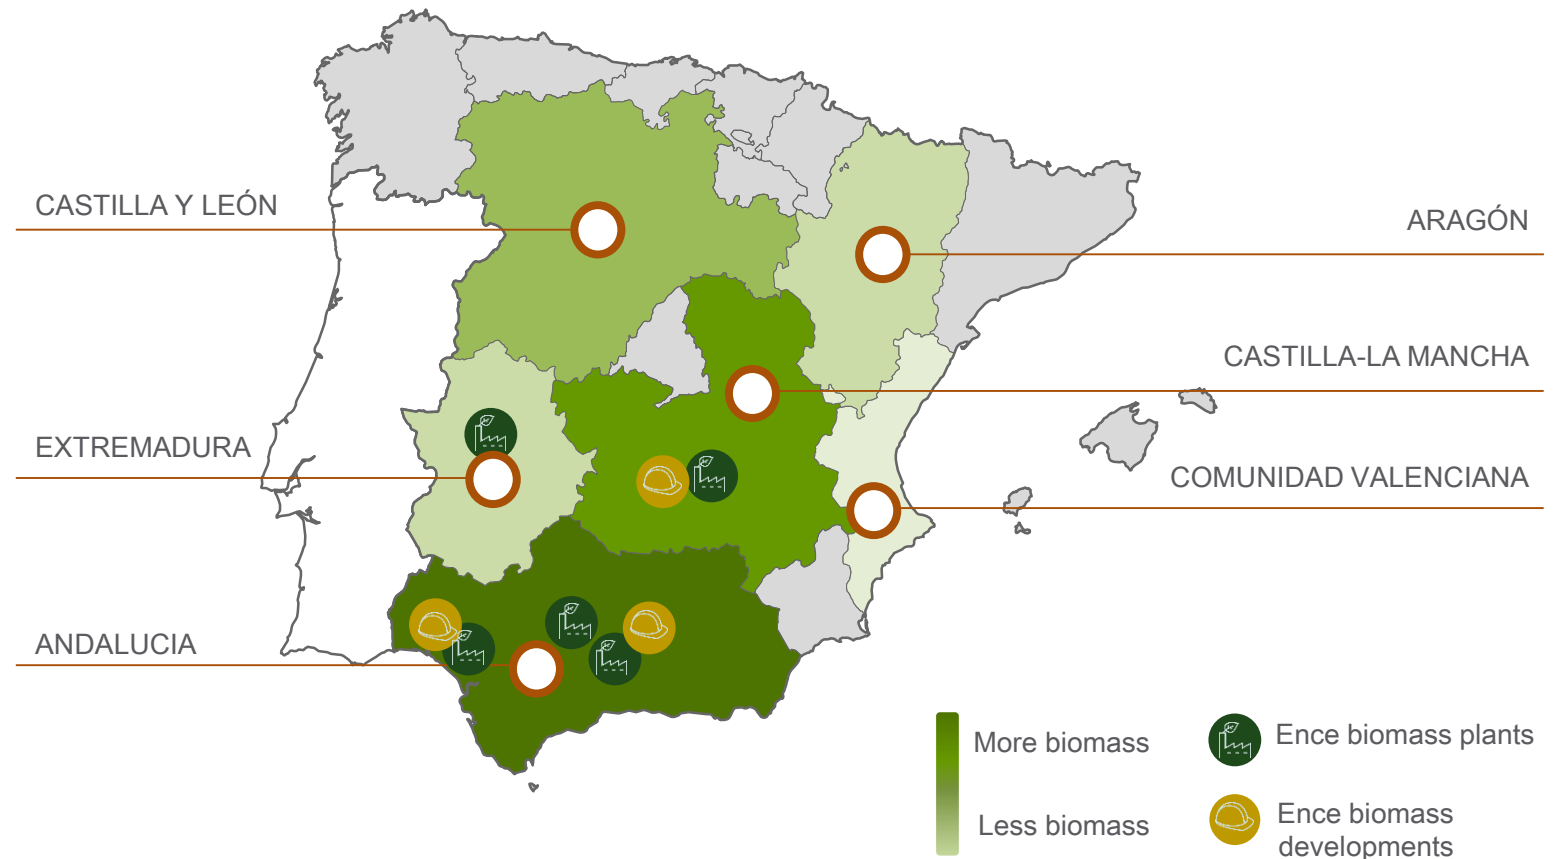 CASTILLA Y LEÓN
ARAGÓN
CASTILLA-LA MANCHA
EXTREMADURA
COMUNIDAD VALENCIANA
ANDALUCIA
More biomass
Less biomass
Ence biomass plants
Ence biomass
developments